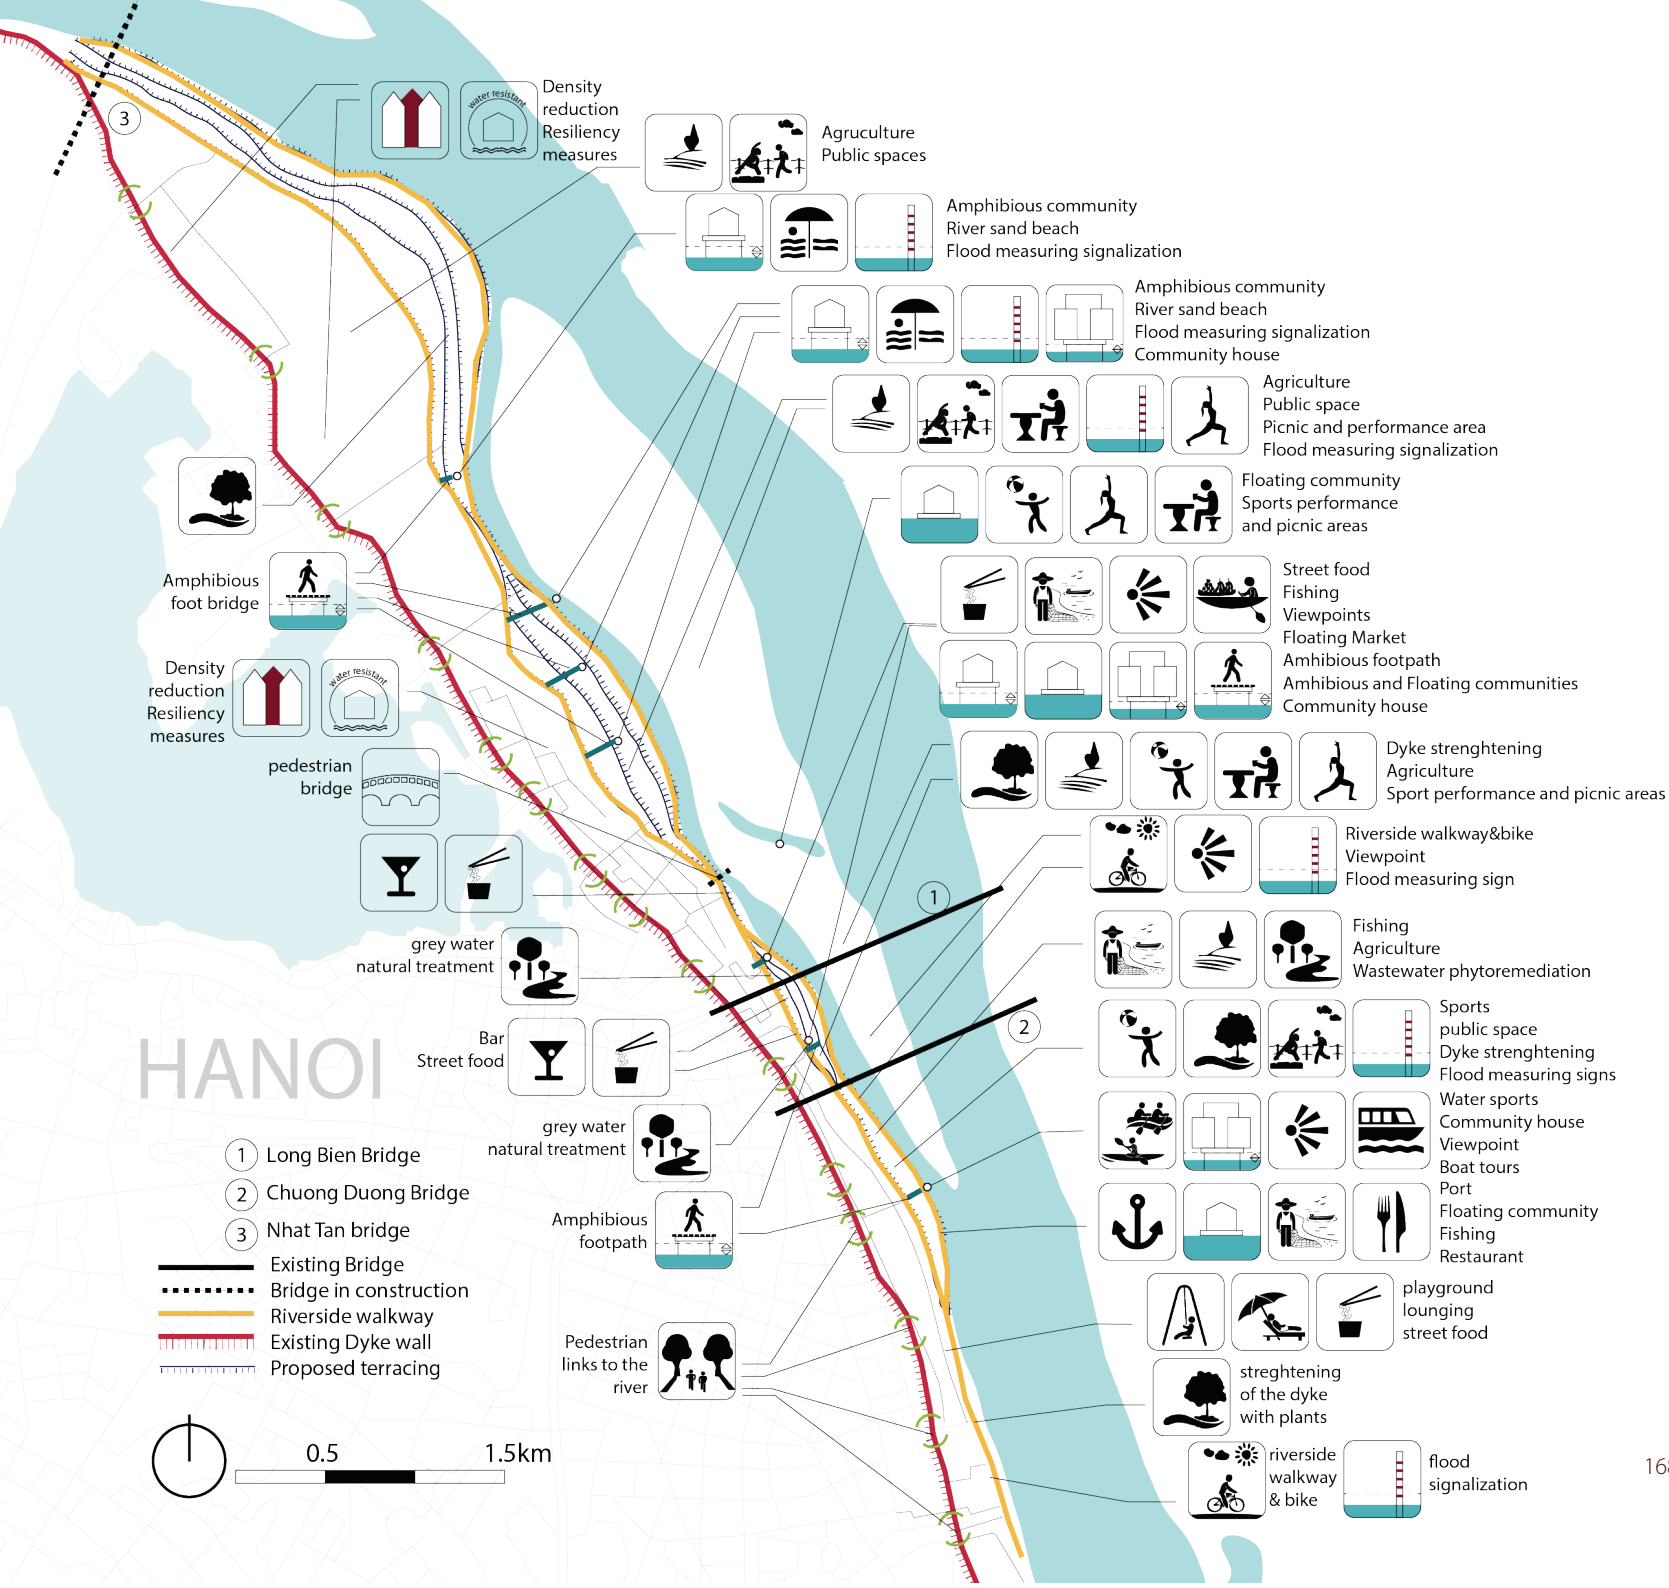 Density
reduction
Resiliency
measures
water resistant
3
Agruculture
Public spaces
Amphibious community
River sand beach
Flood measuring signalization
Amphibious community
River sand beach
Flood measuring signalization
Community house
Agriculture
Public space
Picnic and performance area
Flood measuring signalization
Floating community
Sports performance
and picnic areas
Amphibious
foot bridge
Street food
Fishing
Viewpoints
Floating Market
Amhibious footpath
Amhibious and Floating communities
Community house
Density
reduction
Resiliency
measures
water resistant
pedestrian
bridge
Dyke strenghtening
Agriculture
Sport performance and picnic areas
Riverside walkway&bike
Viewpoint
Flood measuring sign
1
grey water
natural treatment
Fishing
Agriculture
Wastewater phytoremediation
2
Bar
Street food
Sports
public space
Dyke strenghtening
Flood measuring signs
HANOI
grey water
natural treatment
Water sports
Community house
Viewpoint
Boat tours
Amphibious
footpath
Port
Floating community
Fishing
Restaurant
1 Long Bien Bridge
2 Chuong Duong Bridge
3 Nhat Tan bridge
Existing Bridge
Bridge in construction
Riverside walkway
Existing Dyke wall
Proposed terracing
playground
lounging
street food
Pedestrian
links to the
river
streghtening
of the dyke
with plants
riverside
walkway
& bike
flood
signalization
0.5 1.5km
168